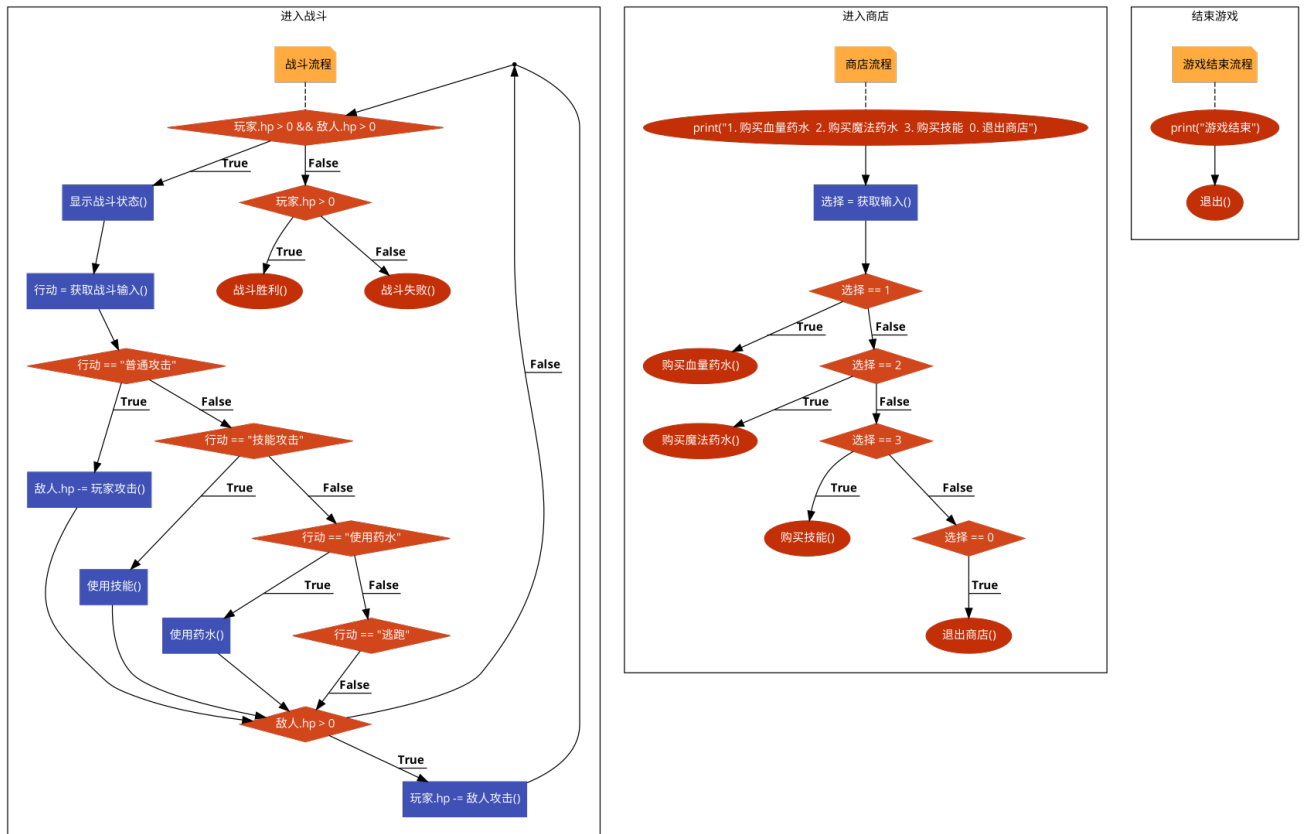 进入战斗
战斗流程
玩家.hp > 0 && 敌人.hp > 0
True
False
显示战斗状态()
玩家.hp > 0
True
False
行动 = 获取战斗输入()
战斗胜利()
战斗失败()
行动 == "普通攻击"
False
True
False
行动 == "技能攻击"
敌人.hp -= 玩家攻击()
True
False
行动 == "使用药水"
使用技能()
True
False
使用药水()
行动 == "逃跑"
False
敌人.hp > 0
True
玩家.hp -= 敌人攻击()
进入商店
商店流程
print("1. 购买血量药水  2. 购买魔法药水  3. 购买技能  0. 退出商店")
选择 = 获取输入()
选择 == 1
True
False
购买血量药水()
选择 == 2
True
False
购买魔法药水()
选择 == 3
True
False
购买技能()
选择 == 0
True
退出商店()
结束游戏
游戏结束流程
print("游戏结束")
退出()